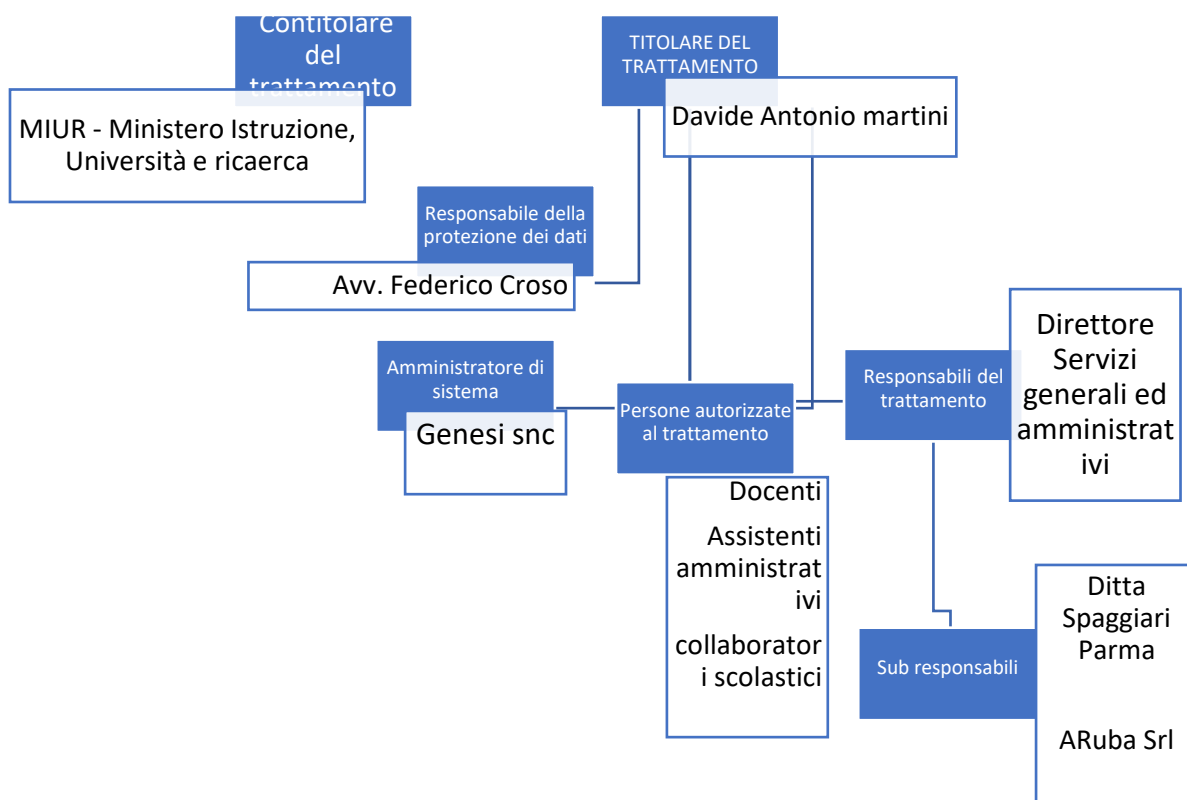 Contitolare
del
trattamento
MIUR - Ministero Istruzione,
Università e ricaerca
TITOLARE DEL
TRATTAMENTO
Davide Antonio martini
Responsabile della
protezione dei dati
Avv. Federico Croso
Amministratore di
sistema
Genesi snc
Persone autorizzate
al trattamento
Docenti
Assistenti
amministrat
ivi
collaborator
i scolastici
Responsabili del
trattamento
Direttore
Servizi
generali ed
amministrat
ivi
Sub responsabili
Ditta
Spaggiari
Parma
ARuba Srl